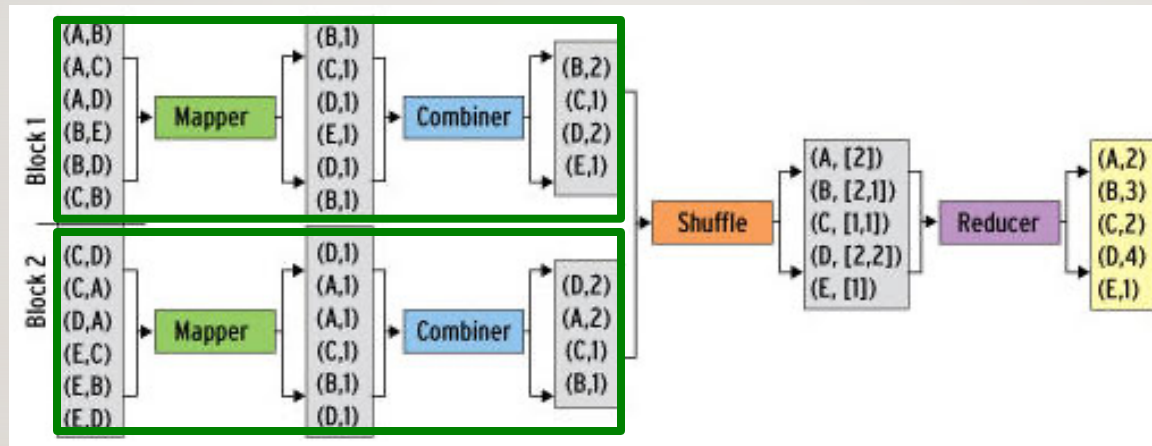 Block 1
(A,B)
(A,C)
(A,D)
(B,E)
(B,D)
(C,B)
Mapper
(B,1)
(C,1)
(D,1)
(E,1)
(D,1)
(B,1)
Combiner
(B,2)
(C,1)
(D,2)
(E,1)
Block 2
(C,D)
(C,A)
(D,A)
(E,C)
(E,B)
(E,D)
Mapper
(D,1)
(A,1)
(A,1)
(C,1)
(B,1)
(D,1)
Combiner
(D,2)
(A,2)
(C,1)
(B,1)
Shuffle
(A, [2])
(B, [2,1])
(C, [1,1])
(D, [2,2])
(E, [1])
Reducer
(A,2)
(B,3)
(C,2)
(D,4)
(E,1)